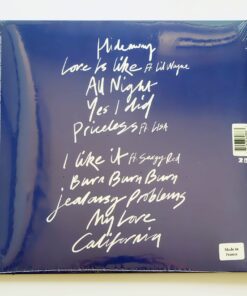 Hideaway
Love Is Like Ft. Lil Wayne
All Night
Yes I Did
Priceless Ft. LISA
I like it Ft. Sexyy Red
Burn Burn Burn
Jealousy Problems
My Love
California
Made in
France